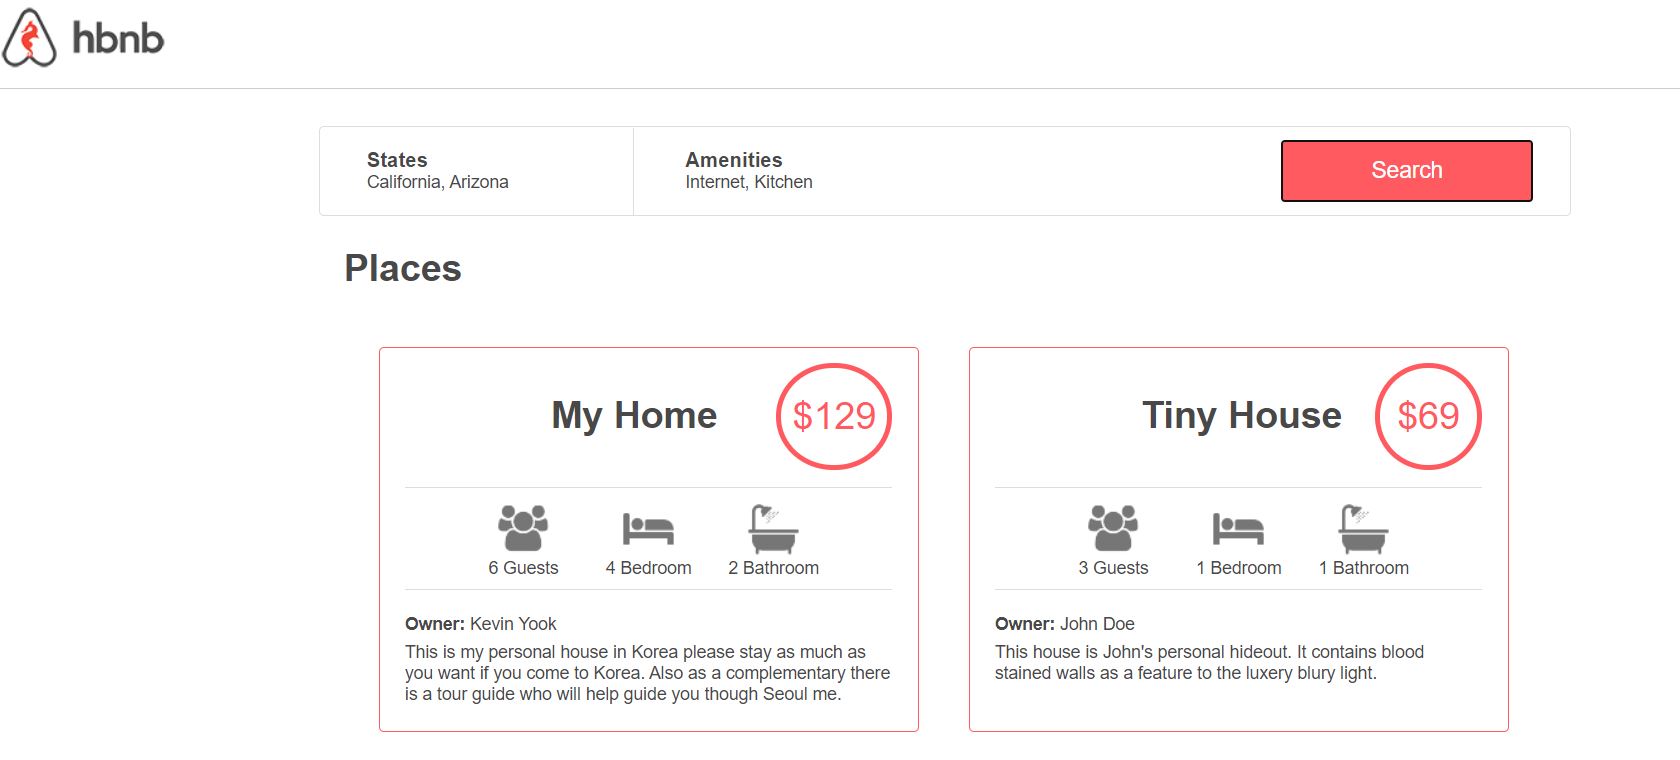 hbnb
States
California, Arizona
Amenities
Internet, Kitchen
Search
Places
My Home
$129
6 Guests
4 Bedroom
2 Bathroom
Owner: Kevin Yook
This is my personal house in Korea please stay as much as
you want if you come to Korea. Also as a complementary there
is a tour guide who will help guide you though Seoul me.
Tiny House
$69
3 Guests
1 Bedroom
1 Bathroom
Owner: John Doe
This house is John's personal hideout. It contains blood
stained walls as a feature to the luxery blury light.